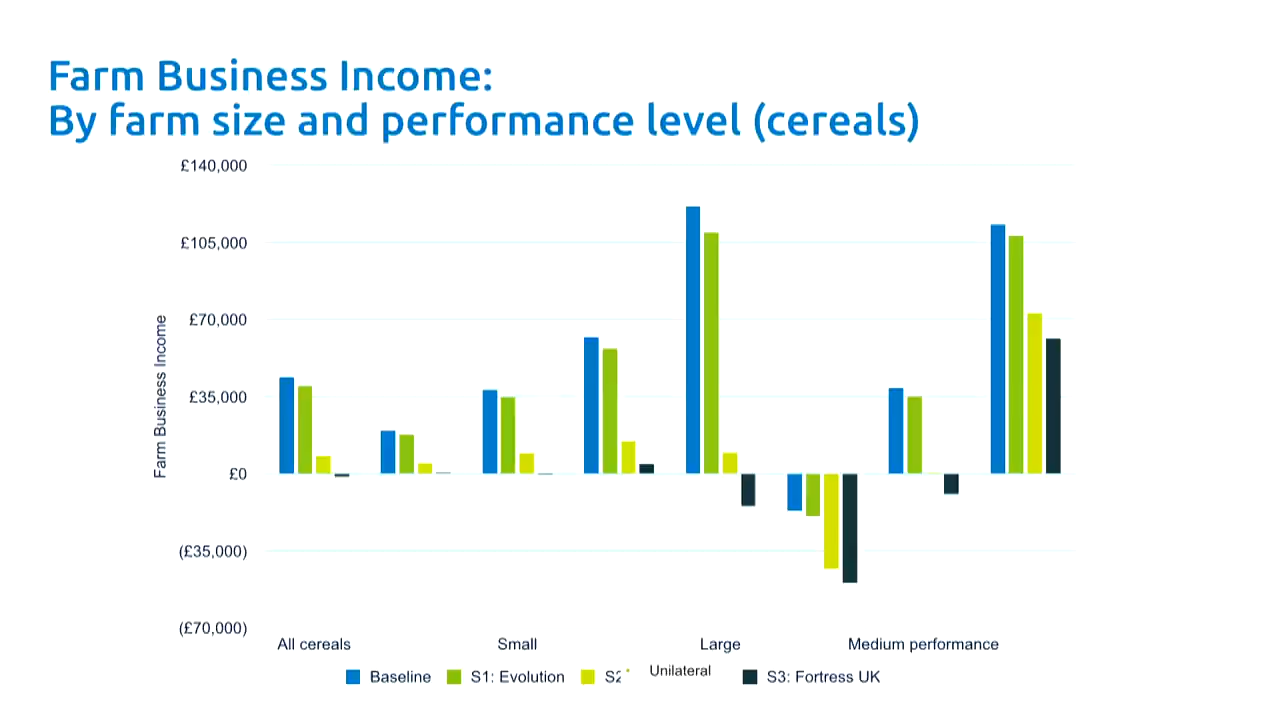 Farm Business Income:
By farm size and performance level (cereals)
£140,000
£105,000
£70,000
£35,000
£0
(£35,000)
(£70,000)
Farm Business Income
All cereals Small Large Medium performance
Baseline S1: Evolution S2 Unilateral S3: Fortress UK